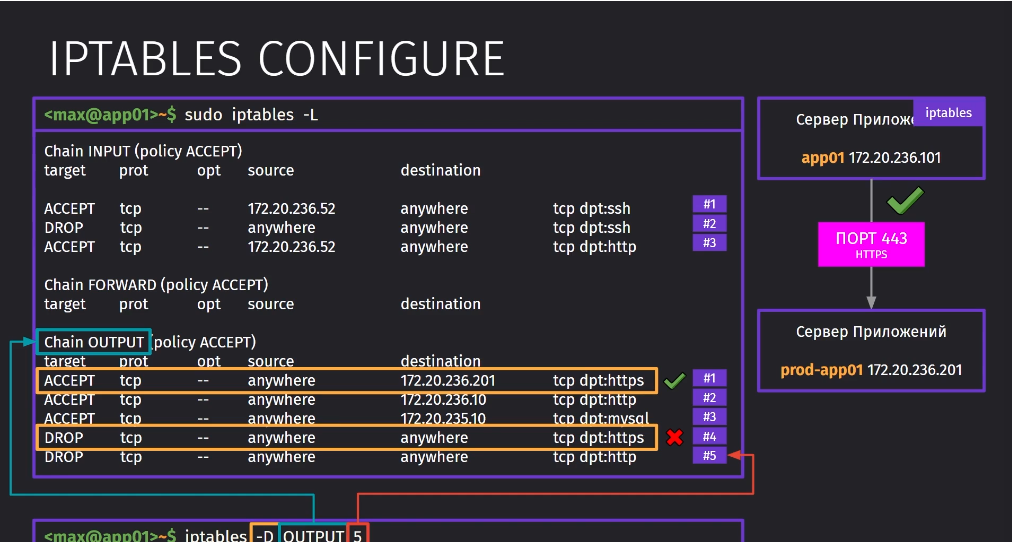 IPTABLES CONFIGURE
<max@app01>~$ sudo iptables -L
Chain INPUT (policy ACCEPT)
target prot opt source destination
ACCEPT tcp -- 172.20.236.52 anywhere tcp dpt:ssh #1
DROP tcp -- anywhere anywhere tcp dpt:ssh #2
ACCEPT tcp -- 172.20.236.52 anywhere tcp dpt:http #3
Chain FORWARD (policy ACCEPT)
target prot opt source destination
Chain OUTPUT (policy ACCEPT)
target prot opt source destination
ACCEPT tcp -- anywhere 172.20.236.201 tcp dpt:https #1
ACCEPT tcp -- anywhere 172.20.236.10 tcp dpt:http #2
ACCEPT tcp -- anywhere 172.20.235.10 tcp dpt:mysql #3
DROP tcp -- anywhere anywhere tcp dpt:https #4
DROP tcp -- anywhere anywhere tcp dpt:http #5
<max@app01>~$ iptables -D OUTPUT 5
iptables
Сервер
app01 172.20.236.101
ПОРТ 443
HTTPS
Сервер Приложений
prod-app01 172.20.236.201